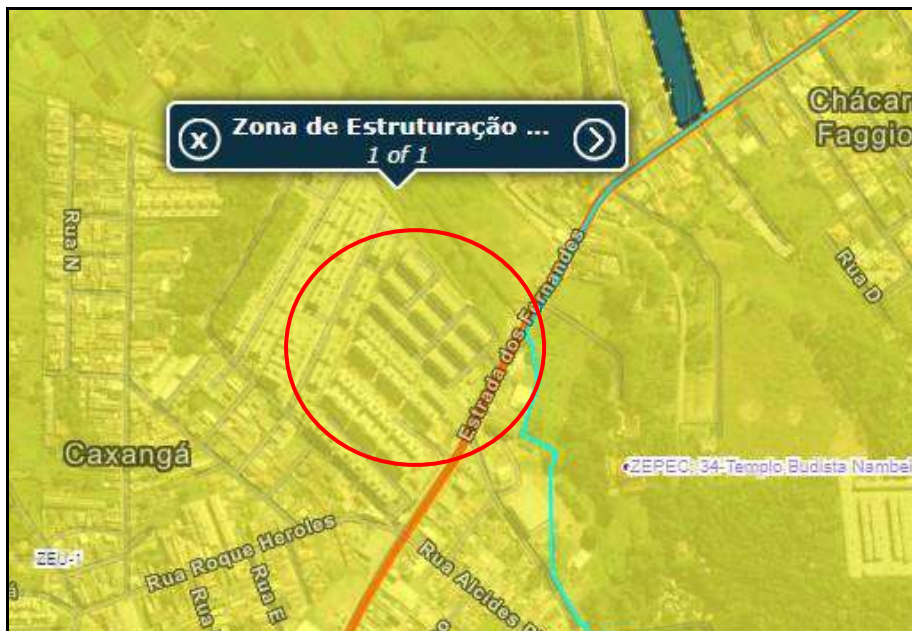 Chácar
Faggio
Zona de Estruturação ...
1 of 1
X
Rua N
Rua D
Estrada dos Fernandes
Caxangá
ZEPEC: 34-Templo Budista Nambei
ZEU-1
Rua Roque Heroles
Rua E
Rua Alcides P
á